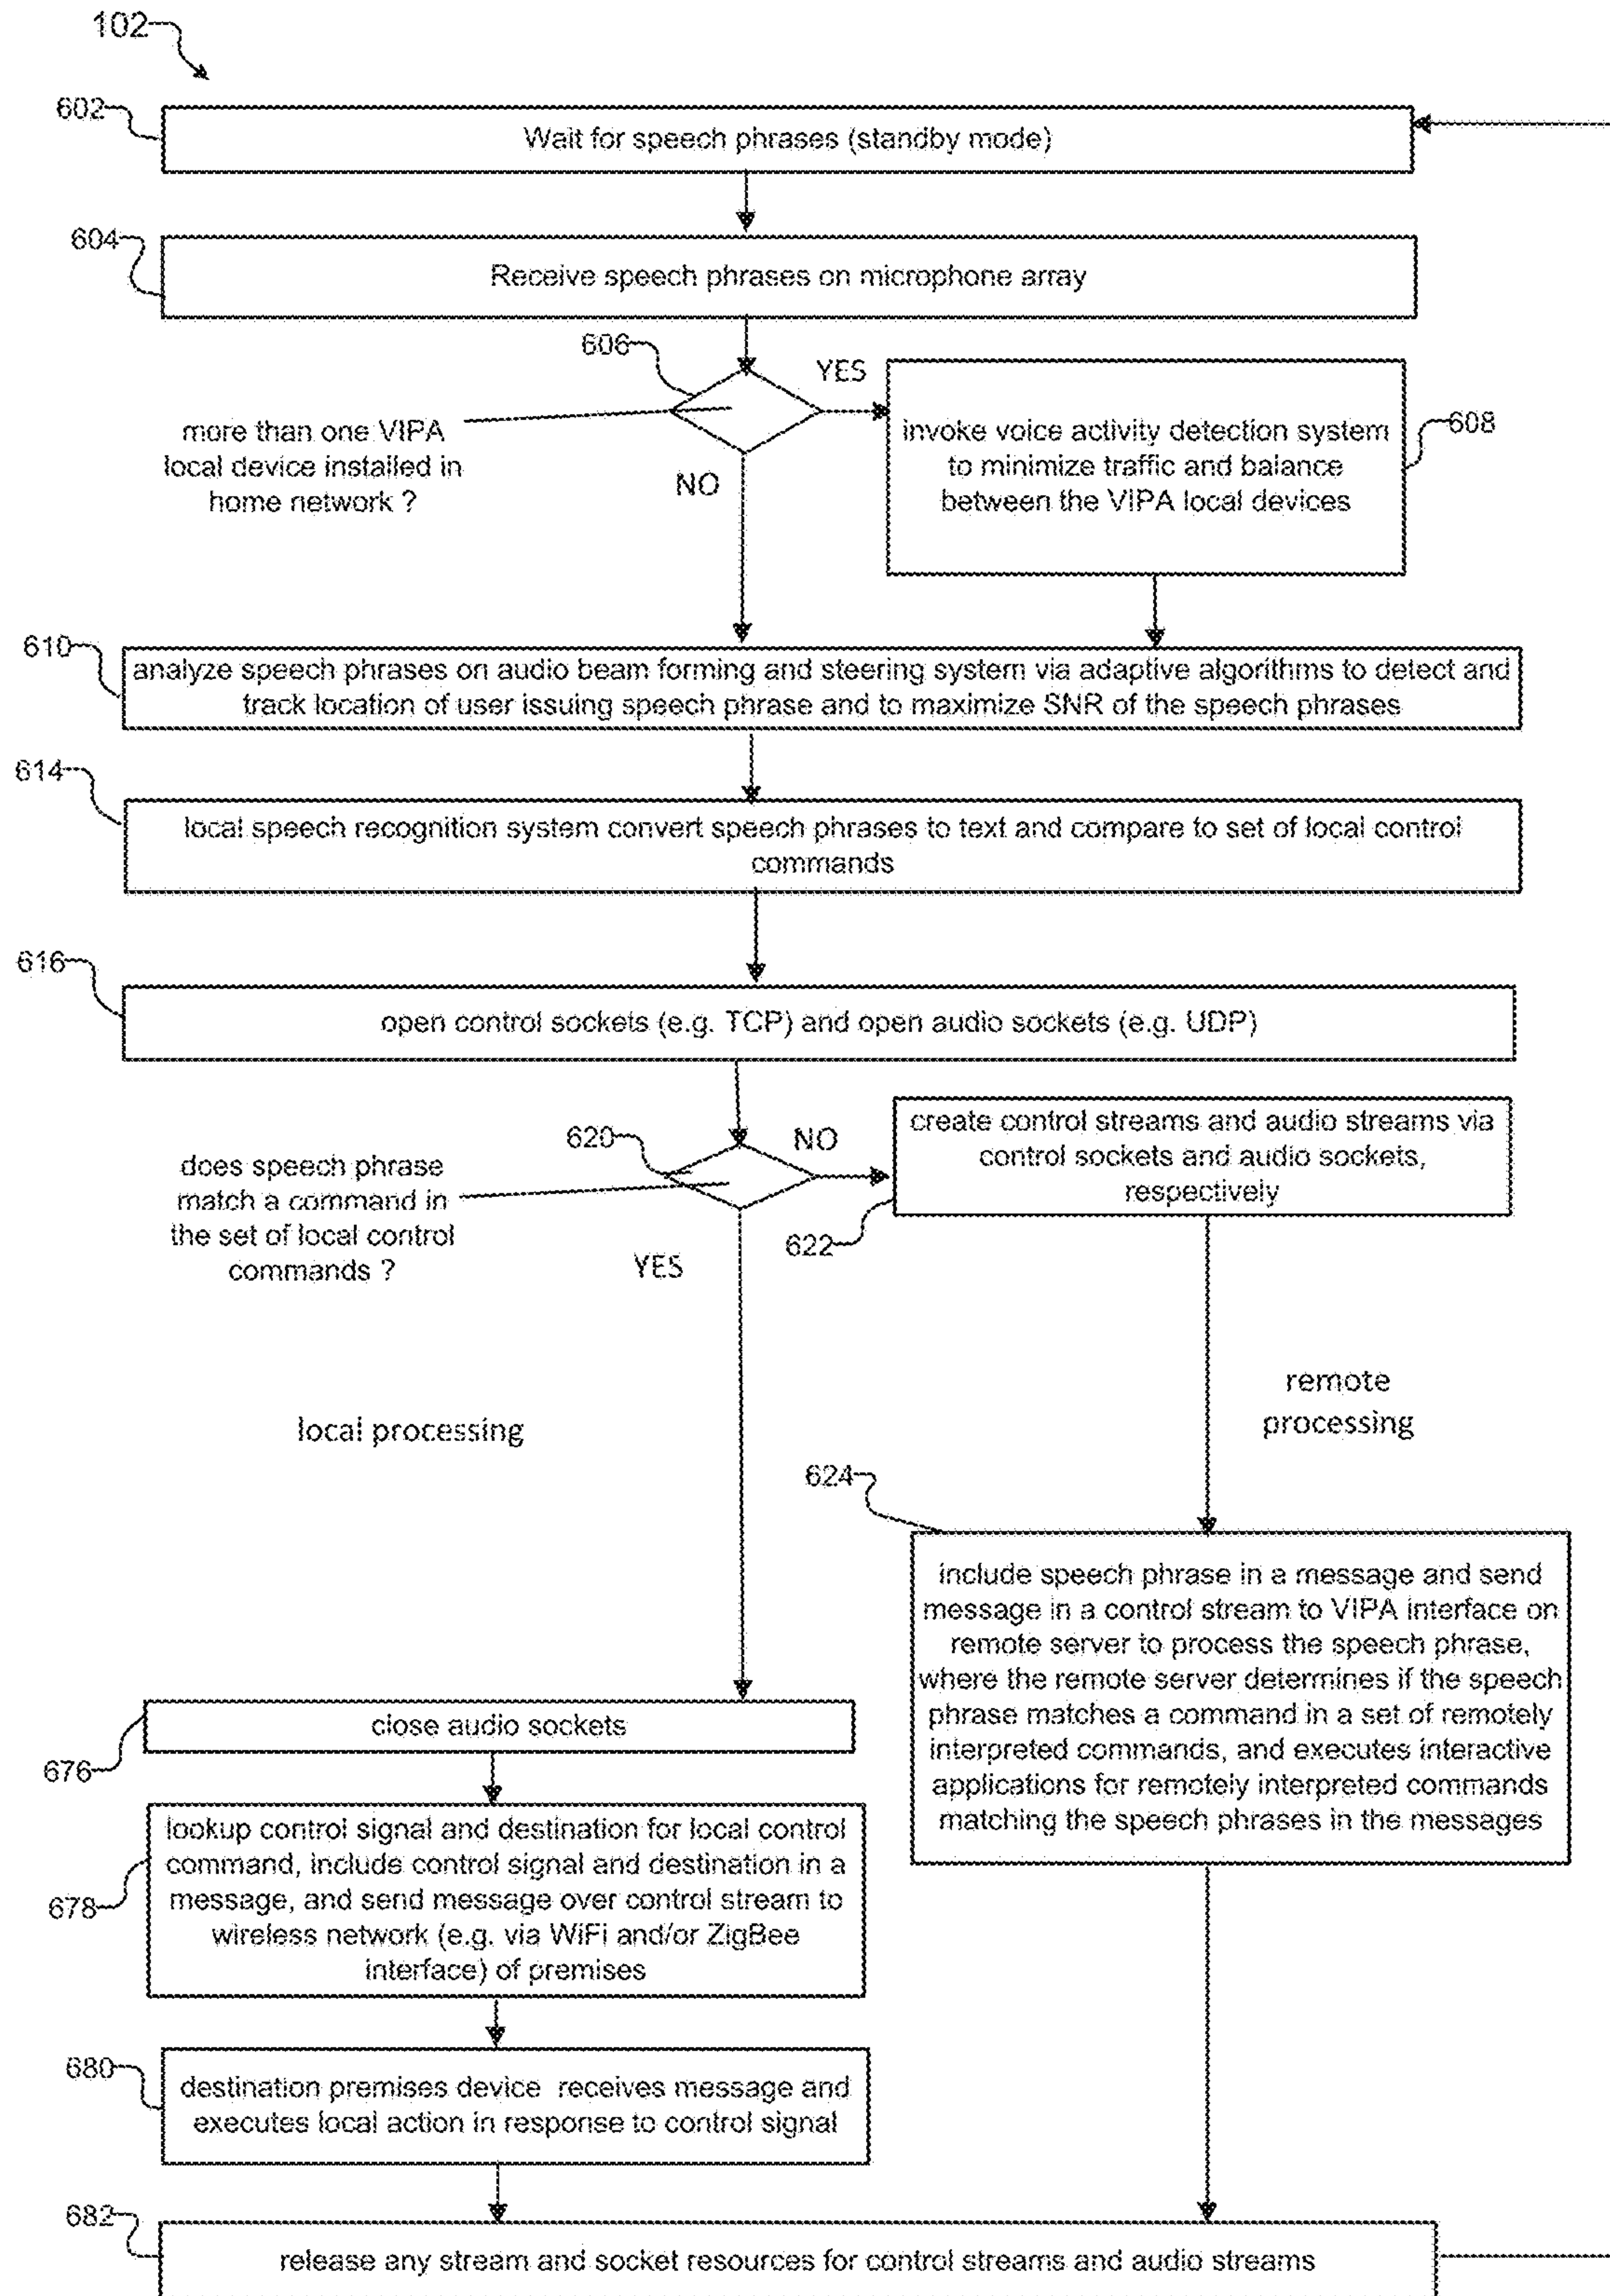 102
602
Wait for speech phrases (standby mode)
604
Receive speech phrases on microphone array
606
YES
more than one VIPA
local device installed in
home network ?
NO
invoke voice activity detection system
to minimize traffic and balance
between the VIPA local devices
608
610
analyze speech phrases on audio beam forming and steering system via adaptive algorithms to detect and
track location of user issuing speech phrase and to maximize SNR of the speech phrases
614
local speech recognition system convert speech phrases to text and compare to set of local control
commands
616
open control sockets (e.g. TCP) and open audio sockets (e.g. UDP)
620
NO
does speech phrase
match a command in
the set of local control
commands ?
YES
create control streams and audio streams via
control sockets and audio sockets,
respectively
622
local processing
remote
processing
624
include speech phrase in a message and send
message in a control stream to VIPA interface on
remote server to process the speech phrase,
where the remote server determines if the speech
phrase matches a command in a set of remotely
interpreted commands, and executes interactive
applications for remotely interpreted commands
matching the speech phrases in the messages
close audio sockets
676
lookup control signal and destination for local control
command, include control signal and destination in a
message, and send message over control stream to
wireless network (e.g. via WiFi and/or ZigBee
interface) of premises
678
680
destination premises device receives message and
executes local action in response to control signal
682
release any stream and socket resources for control streams and audio streams